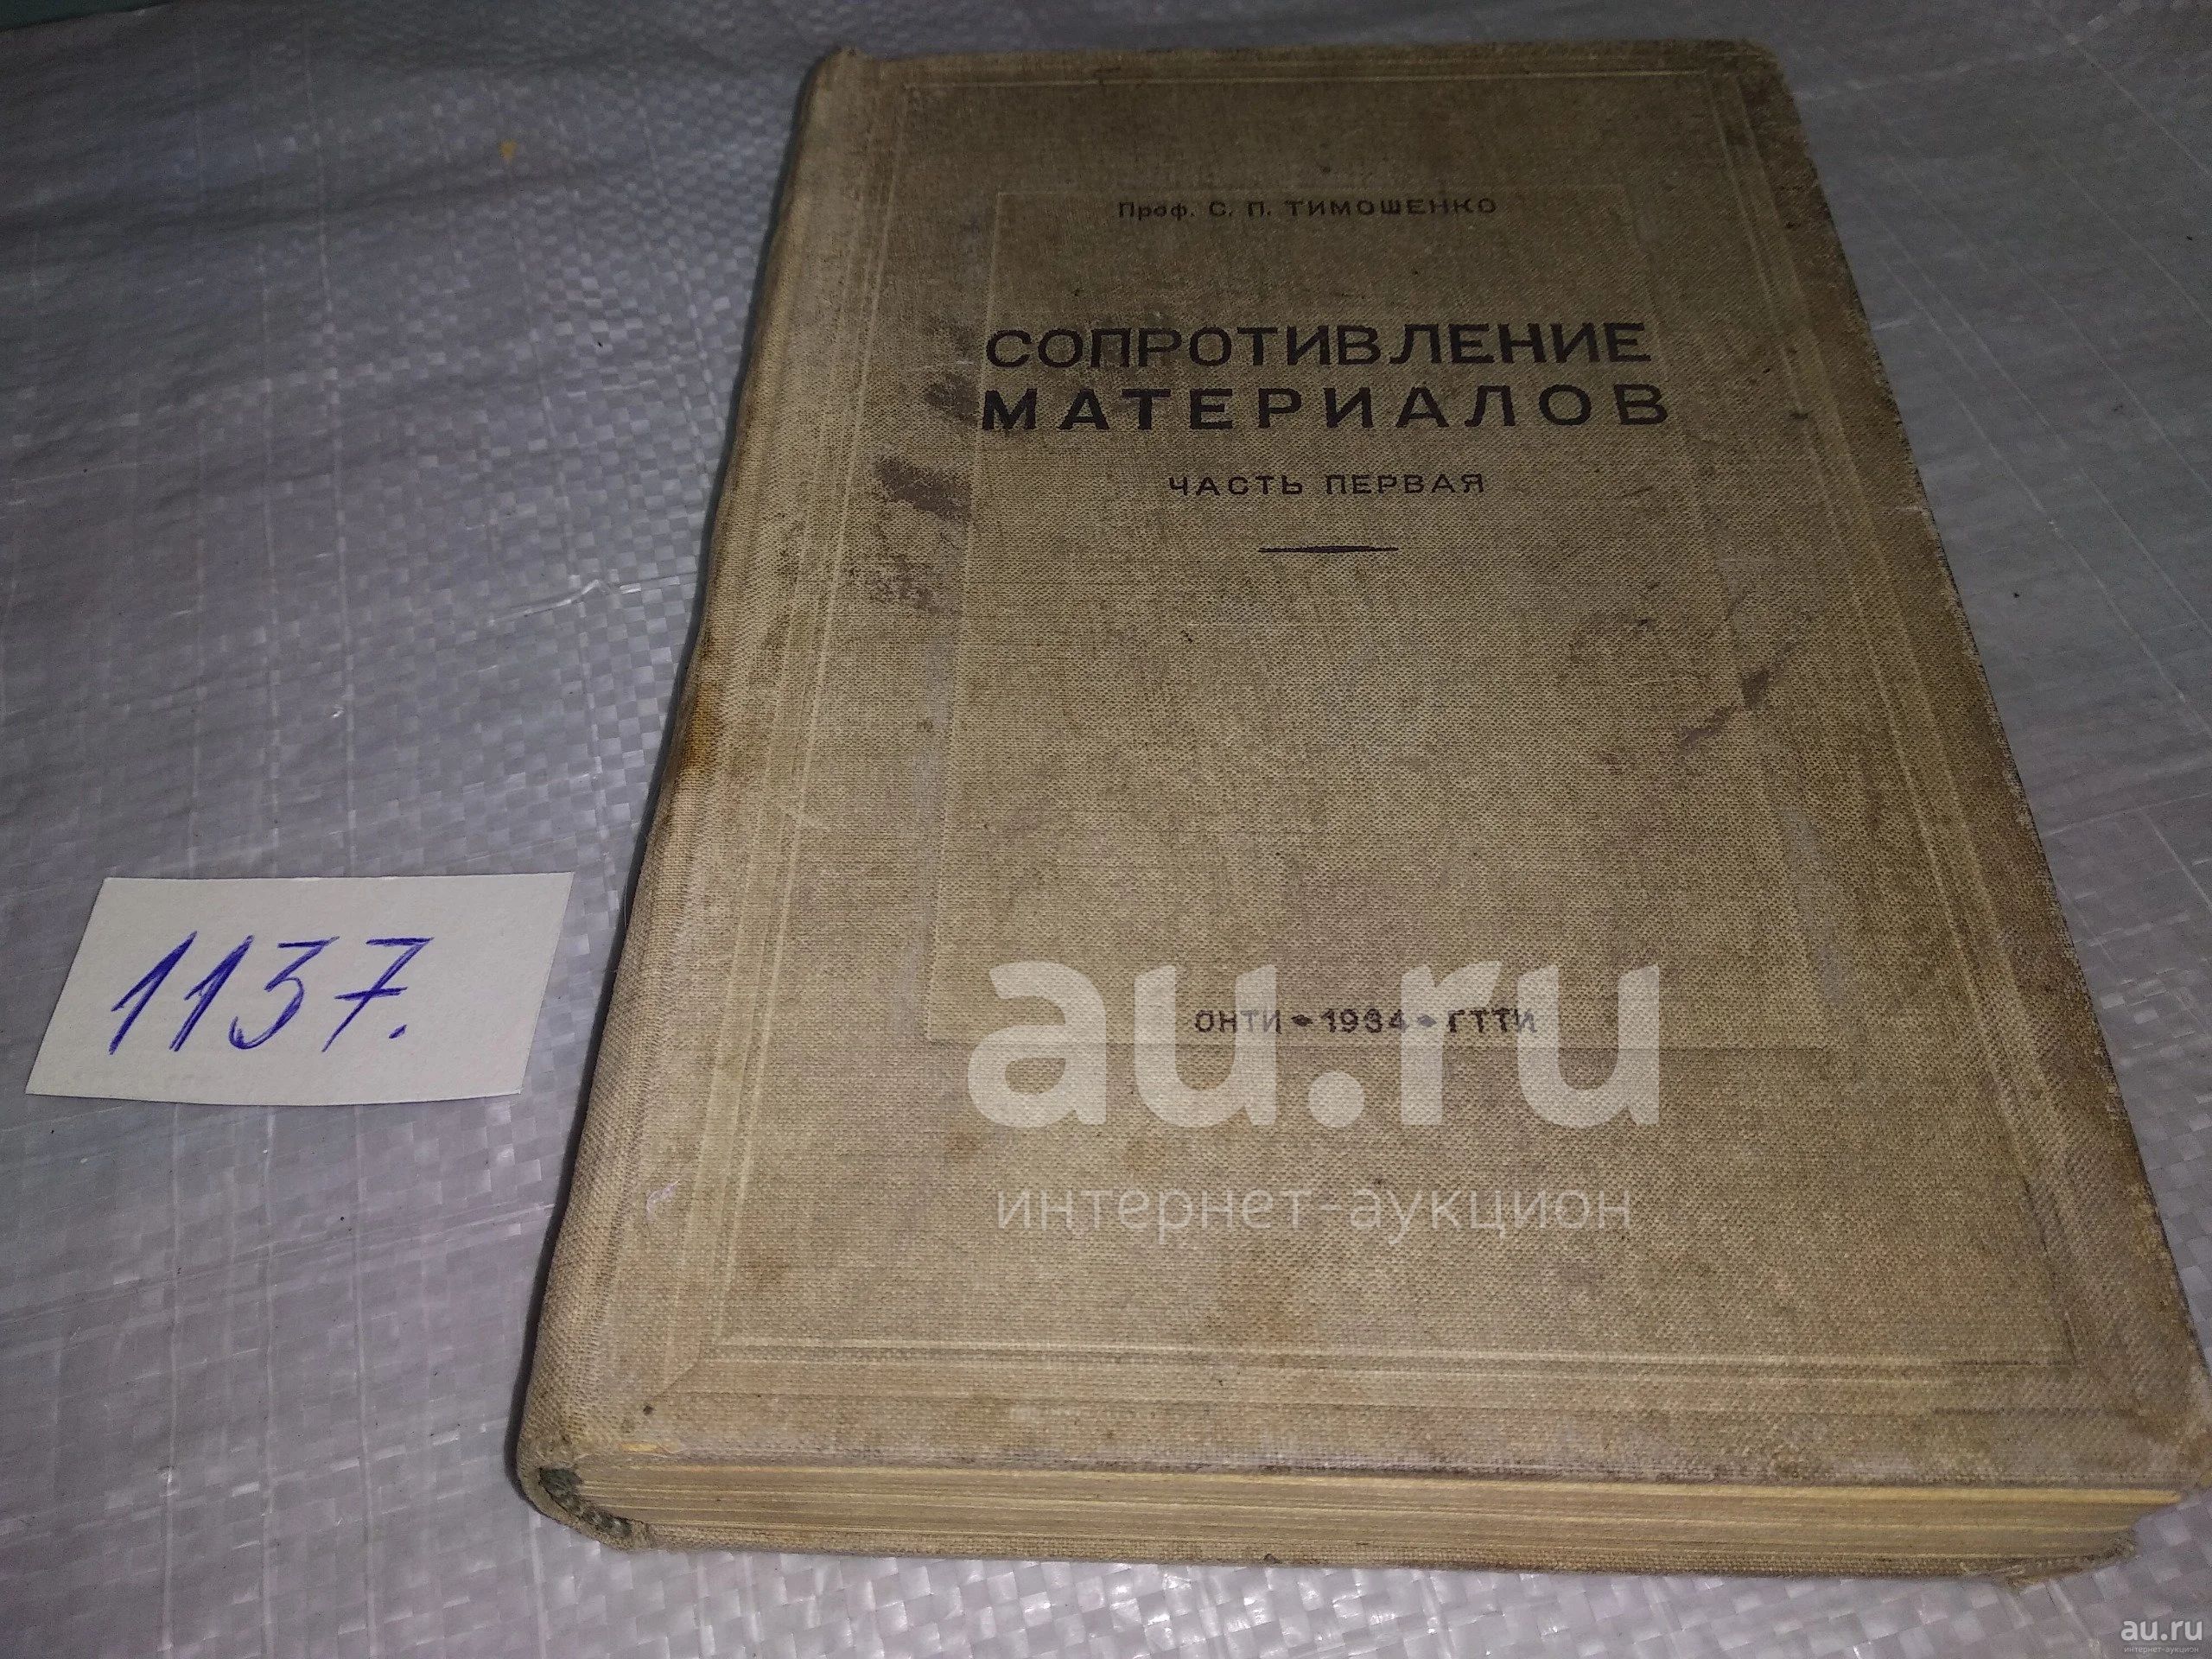 Проф. С. П. ТИМОШЕНКО
СОПРОТИВЛЕНИЕ
МАТЕРИАЛОВ
ЧАСТЬ ПЕРВАЯ
1137.
ОНТИ • 1934 • ГТТИ
au.ru
интернет-аукцион
au.ru
интернет-аукцион